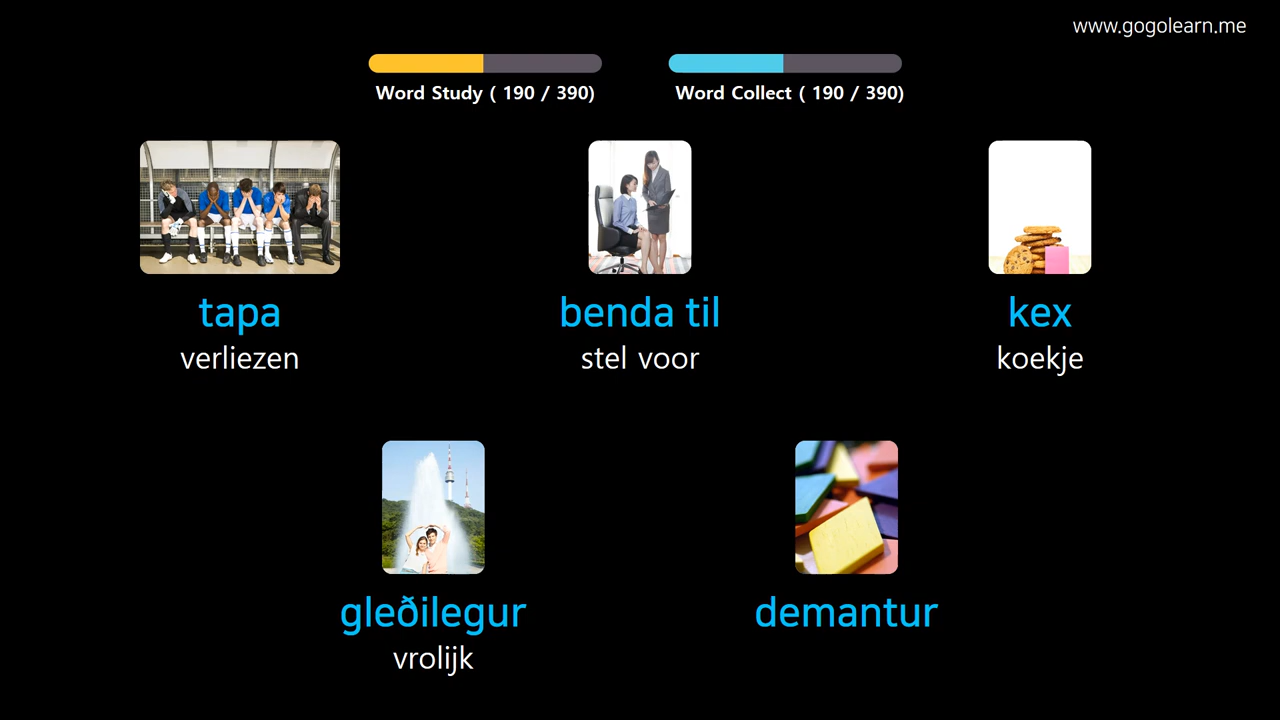 www.gogolearn.me
Word Study ( 190 / 390)
Word Collect ( 190 / 390)
tapa
verliezen
benda til
stel voor
kex
koekje
gleðilegur
vrolijk
demantur